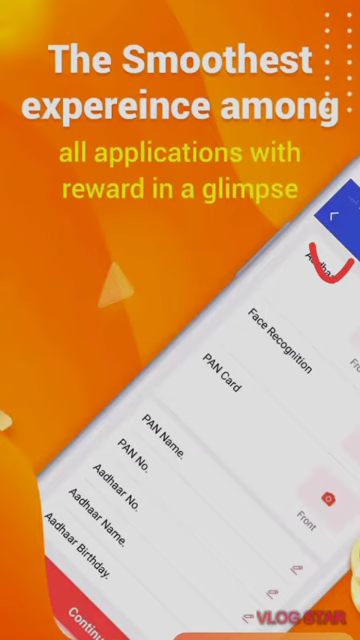 The Smoothest
expereince among
all applications with
reward in a glimpse
Face Recognition
PAN Card
Front
PAN Name.
PAN No.
Aadhaar No.
Aadhaar Name.
Aadhaar Birthday.
VLOG STAR